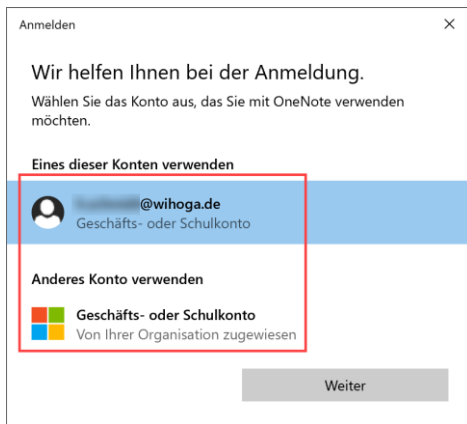 Anmelden
Wir helfen Ihnen bei der Anmeldung.
Wählen Sie das Konto aus, das Sie mit OneNote verwenden
möchten.
Eines dieser Konten verwenden
@wihoga.de
Geschäfts- oder Schulkonto
Anderes Konto verwenden
Geschäfts- oder Schulkonto
Von Ihrer Organisation zugewiesen
Weiter